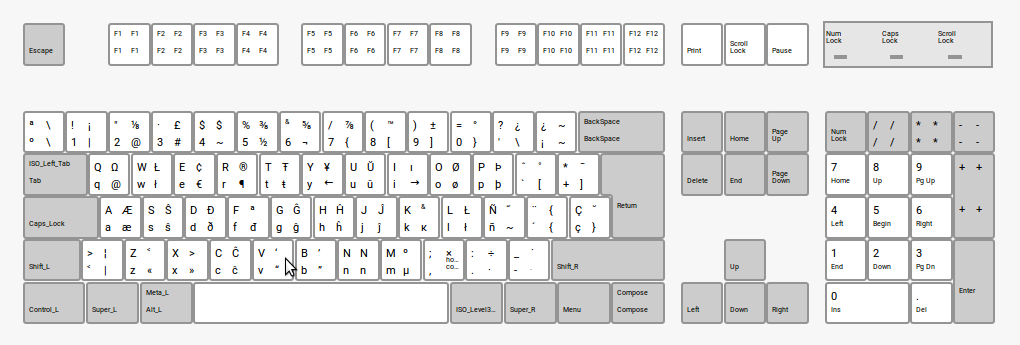 F1 F1 F2 F2 F3 F3 F4 F4 F5 F5 F6 F6 F7 F7 F8 F8 F9 F9 F10 F10 F11 F11 F12 F12
Escape F1 F1 F2 F2 F3 F3 F4 F4 F5 F5 F6 F6 F7 F7 F8 F8 F9 F9 F10 F10 F11 F11 F12 F12 Print Scroll Lock Pause Num Lock Caps Lock Scroll Lock
ª \ ! ¡ " ⅛ · £ $ $ % ⅜ & ⅝ / ⅞ ( ™ ) ± = ° ? ¿ ¿ ~ BackSpace
º \ 1 | 2 @ 3 # 4 ~ 5 ½ 6 ¬ 7 { 8 [ 9 ] 0 } ' \ ¡ ~ BackSpace
Insert Home Page Up Num Lock / / * * - -
/ / * * - -
ISO_Left_Tab Q Ω W Ł E ¢ R ® T Ŧ Y ¥ U Ŭ I ı O Ø P Þ ^ ° * ¯
Tab q @ w ł e € r ¶ t ŧ y ← u ŭ i → o ø p þ ` [ + ]
Return
Delete End Page Down 7 Home 8 Up 9 Pg Up + +
A Æ S Ŝ D Ð F ª G Ĝ H Ĥ J Ĵ K & L Ł Ñ ˝ ¨ { Ç ˘
Caps_Lock a æ s ŝ d ð f đ g ĝ h ĥ j ĵ k ĸ l ł ñ ~ ´ { ç }
4 Left 5 Begin 6 Right + +
> ¦ Z < X > C Ĉ V ‘ B ’ N N M º ; × : ÷ _ ˙
ho...
co...
Shift_L < | z « x » c ĉ v “ b ” n n m µ , . · - Shift_R
Up
1 End 2 Down 3 Pg Dn Enter
Meta_L Compose
Control_L Super_L Alt_L ISO_Level3... Super_R Menu Compose
Left Down Right 0 Ins . Del